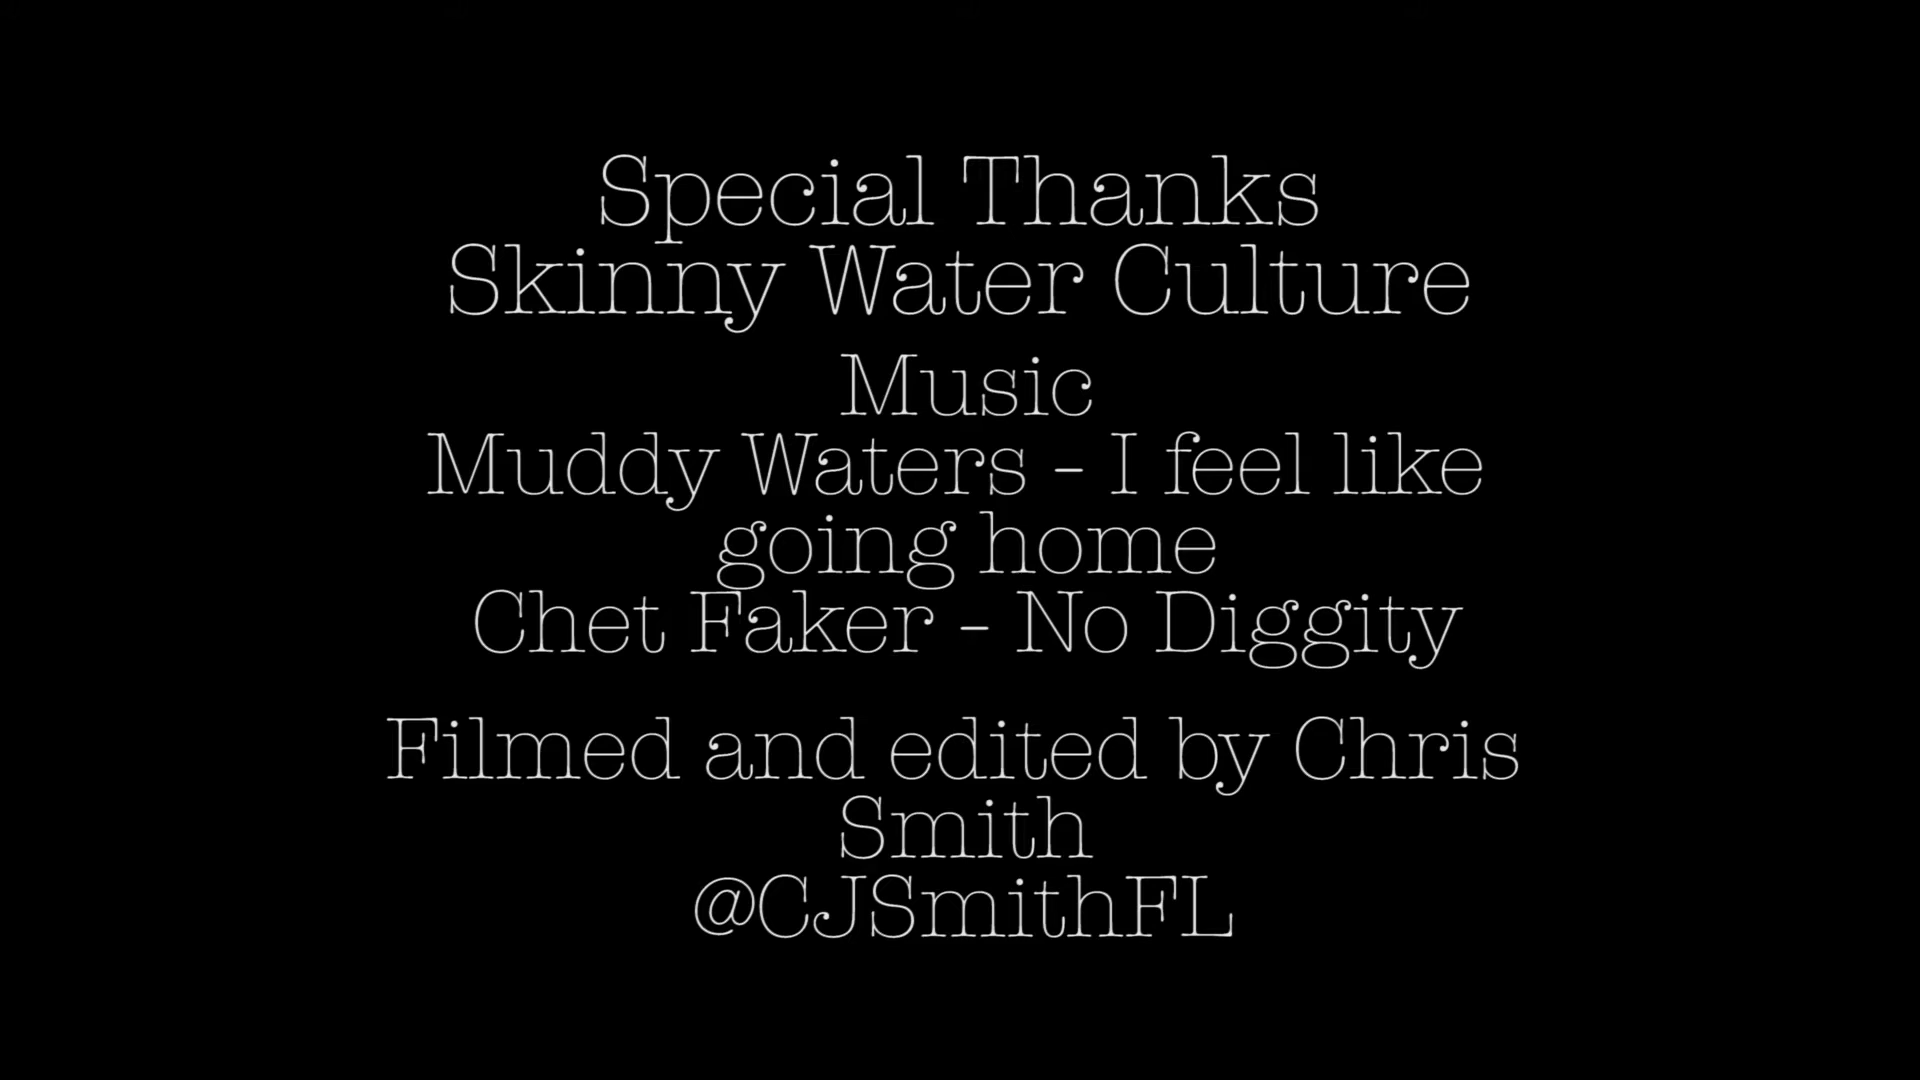 Special Thanks
Skinny Water Culture
Music
Muddy Waters - I feel like
going home
Chet Faker - No Diggity
Filmed and edited by Chris
Smith
@CJSmithFL